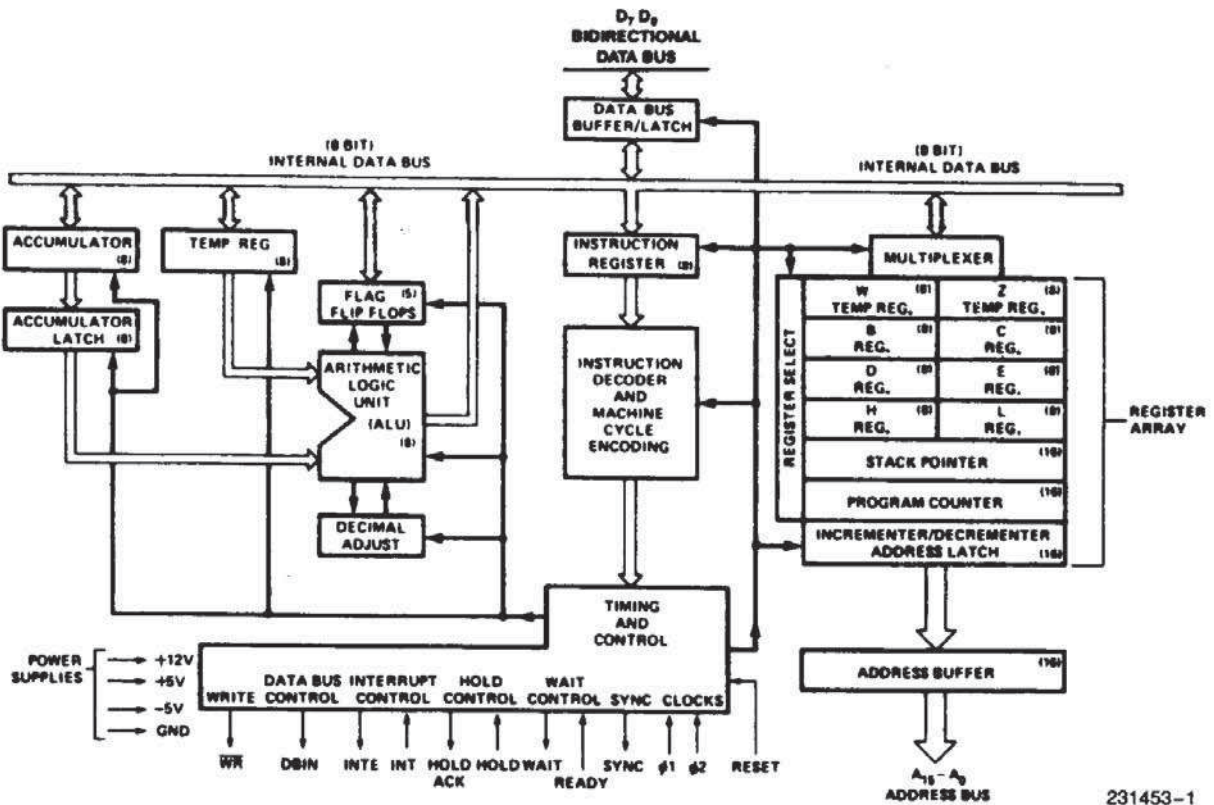 D₇ D₀
BIDIRECTIONAL
DATA BUS
DATA BUS
BUFFER/LATCH
(8 BIT)
INTERNAL DATA BUS
(8 BIT)
INTERNAL DATA BUS
ACCUMULATOR
(8)
TEMP REG
(8)
INSTRUCTION
REGISTER (8)
MULTIPLEXER
ACCUMULATOR
LATCH (8)
FLAG (5)
FLIP FLOPS
ARITHMETIC
LOGIC
UNIT
(ALU)
(8)
DECIMAL
ADJUST
INSTRUCTION
DECODER
AND
MACHINE
CYCLE
ENCODING
REGISTER SELECT
W (8)
TEMP REG.
Z (8)
TEMP REG.
B (8)
REG.
C (8)
REG.
D (8)
REG.
E (8)
REG.
H (8)
REG.
L (8)
REG.
STACK POINTER (16)
PROGRAM COUNTER (16)
INCREMENTER/DECREMENTER
ADDRESS LATCH (16)
REGISTER
ARRAY
TIMING
AND
CONTROL
ADDRESS BUFFER (16)
POWER
SUPPLIES
+12V
+5V
-5V
GND
WRITE
DATA BUS
CONTROL
INTERRUPT
CONTROL
HOLD
CONTROL
WAIT
CONTROL
SYNC
CLOCKS
W̅R̅
DBIN
INTE
INT
HOLD
ACK
HOLD
WAIT
READY
SYNC
ϕ1
ϕ2
RESET
A₁₅-A₀
ADDRESS BUS
231453-1